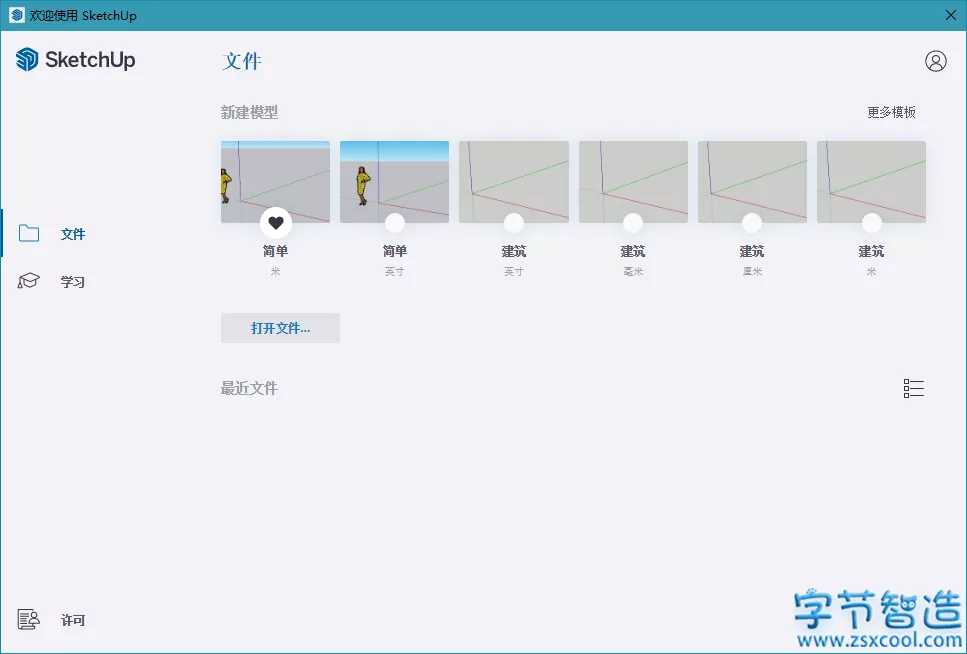 欢迎使用 SketchUp
SketchUp
文件
新建模型
更多模板
简单
米
简单
英寸
建筑
英寸
建筑
毫米
建筑
厘米
建筑
米
文件
学习
打开文件...
最近文件
许可
字节智造
www.zsxcool.com